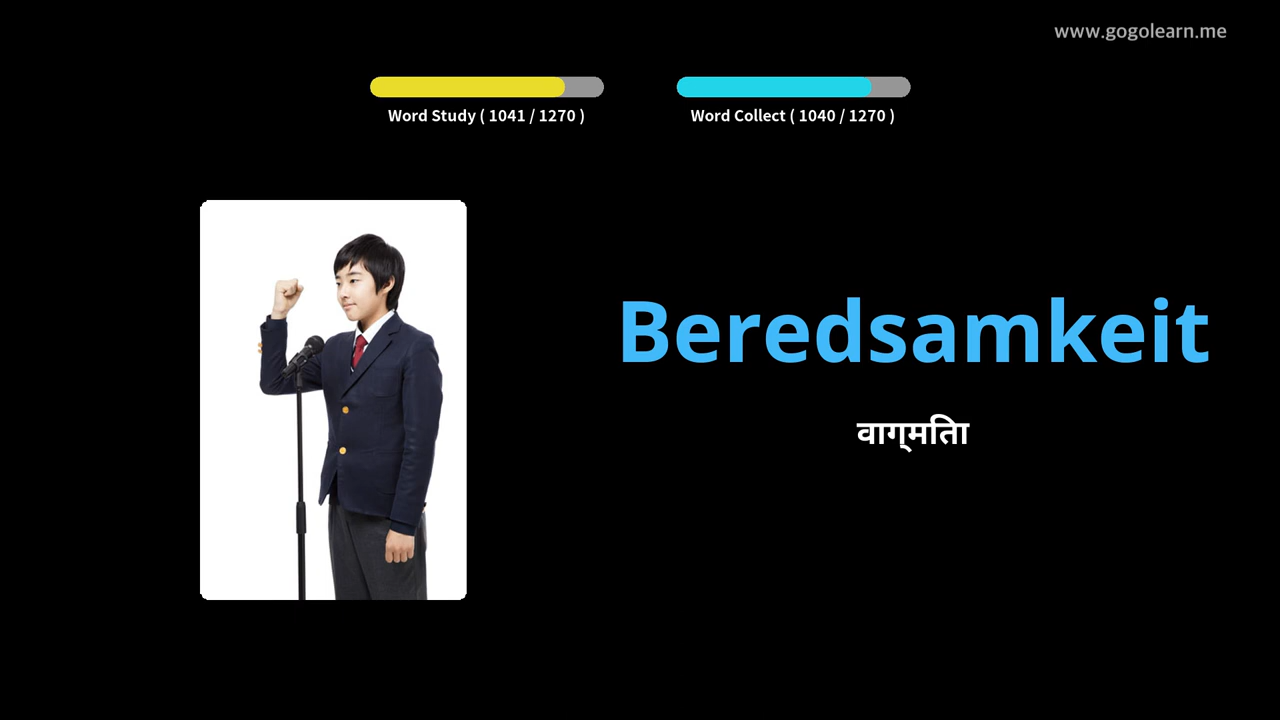 www.gogolearn.me
Word Study ( 1041 / 1270 )
Word Collect ( 1040 / 1270 )
Beredsamkeit
वाग्मिता